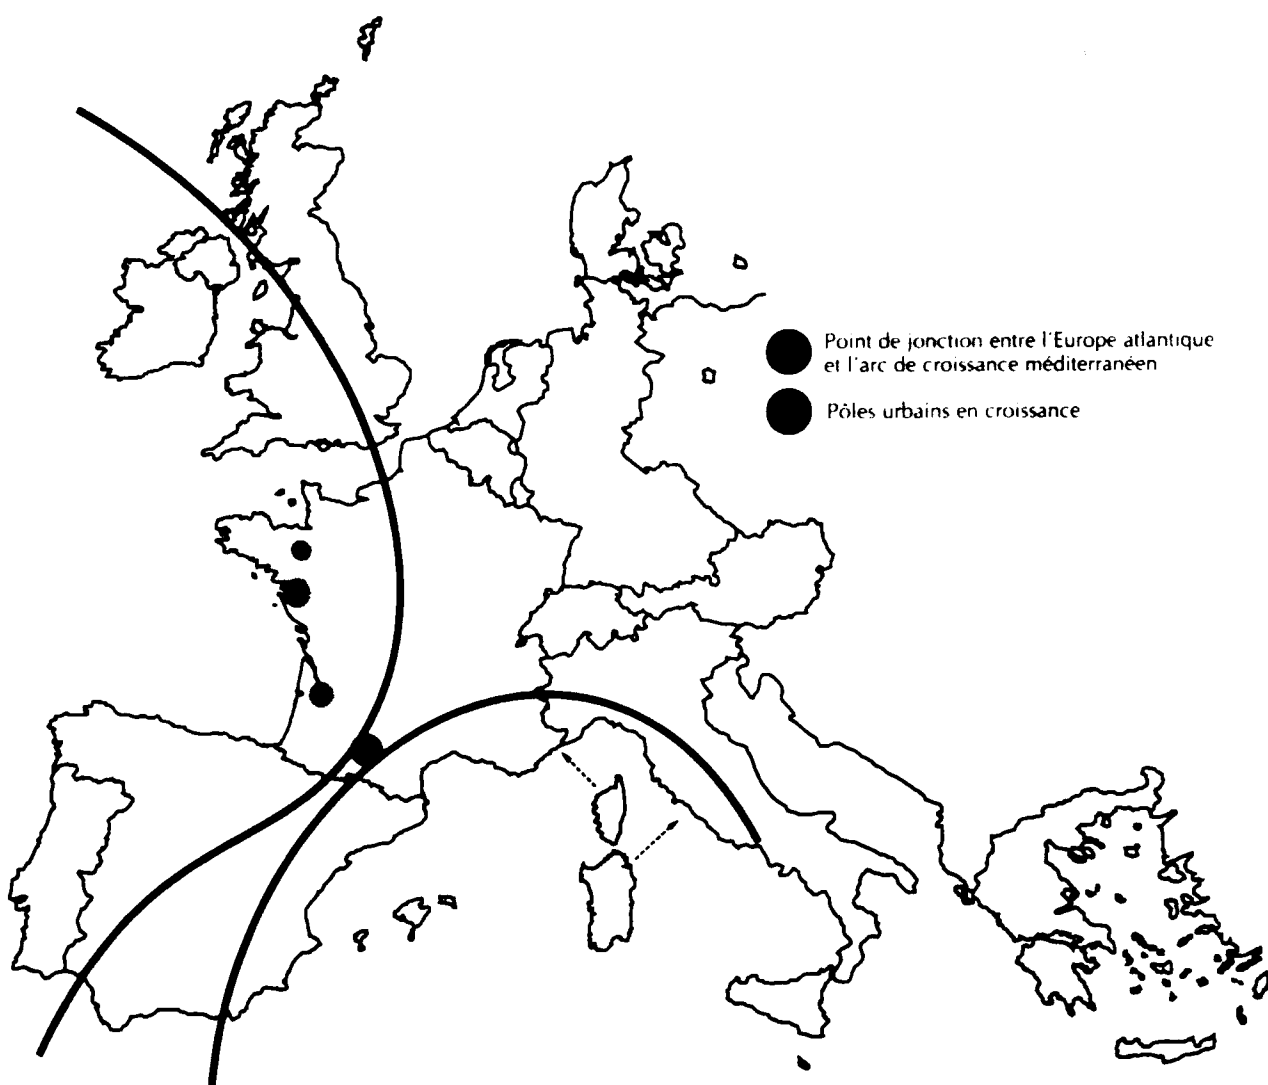 Point de jonction entre l'Europe atlantique
et l'arc de croissance méditerranéen
Pôles urbains en croissance